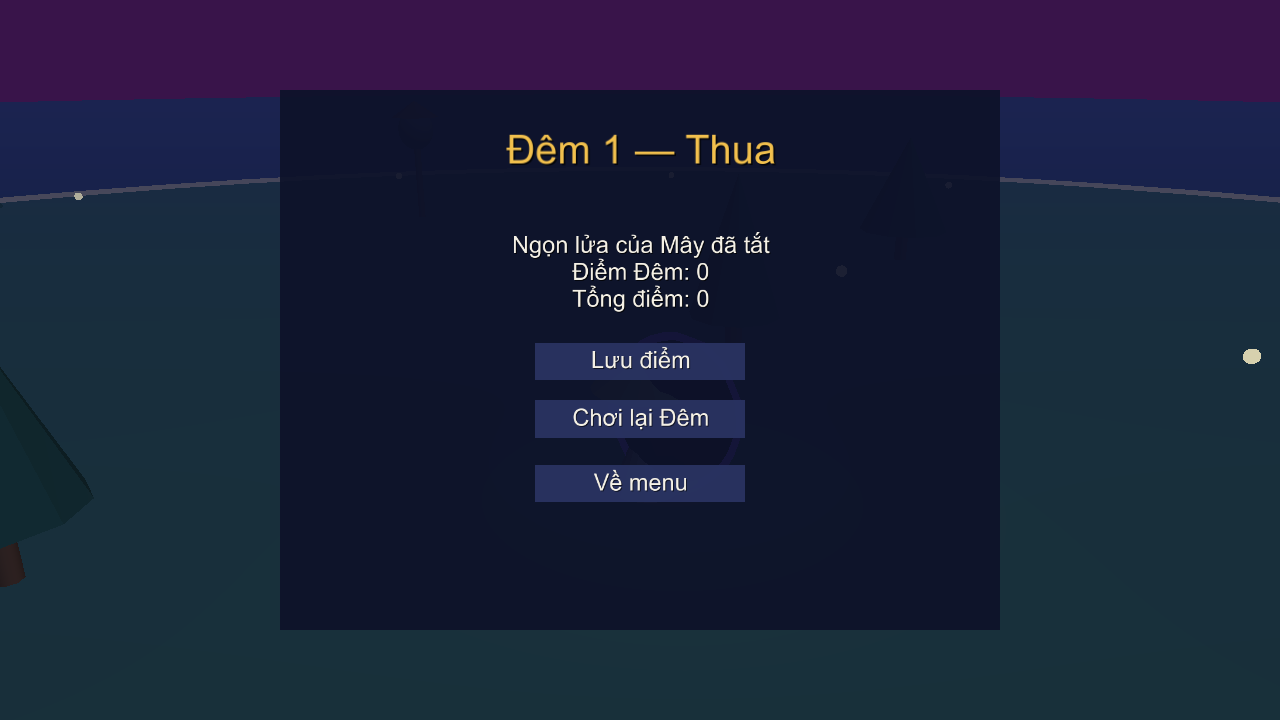 Đêm 1 — Thua
Ngọn lửa của Mây đã tắt
Điểm Đêm: 0
Tổng điểm: 0
Lưu điểm
Chơi lại Đêm
Về menu